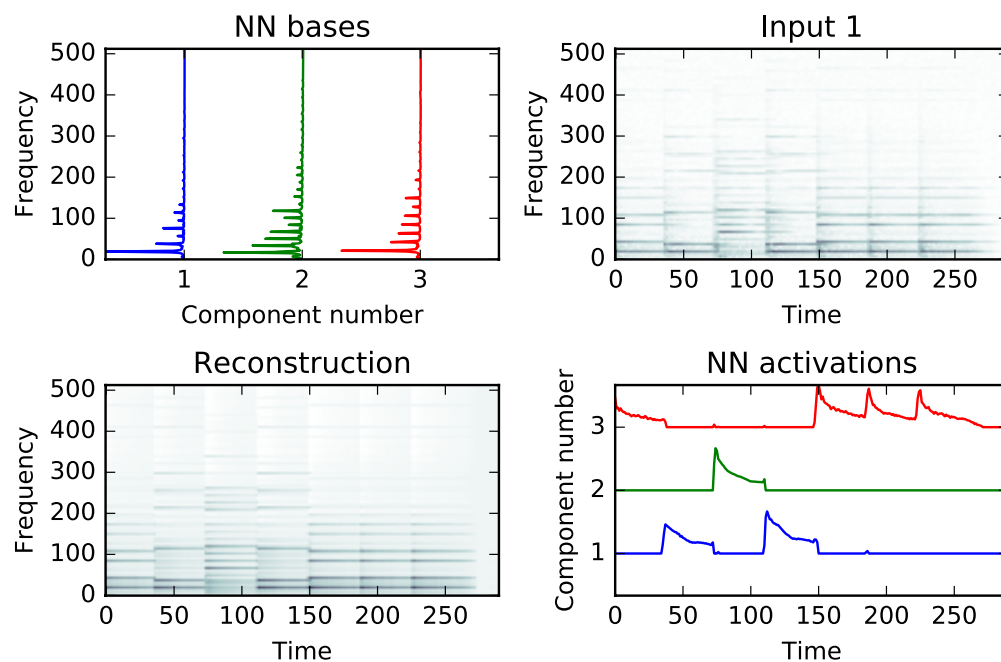 NN bases
Frequency
500
400
300
200
100
0
1 2 3
Component number
Input 1
Frequency
500
400
300
200
100
0
0 50 100 150 200 250
Time
Reconstruction
Frequency
500
400
300
200
100
0
0 50 100 150 200 250
Time
NN activations
Component number
3
2
1
0 50 100 150 200 250
Time